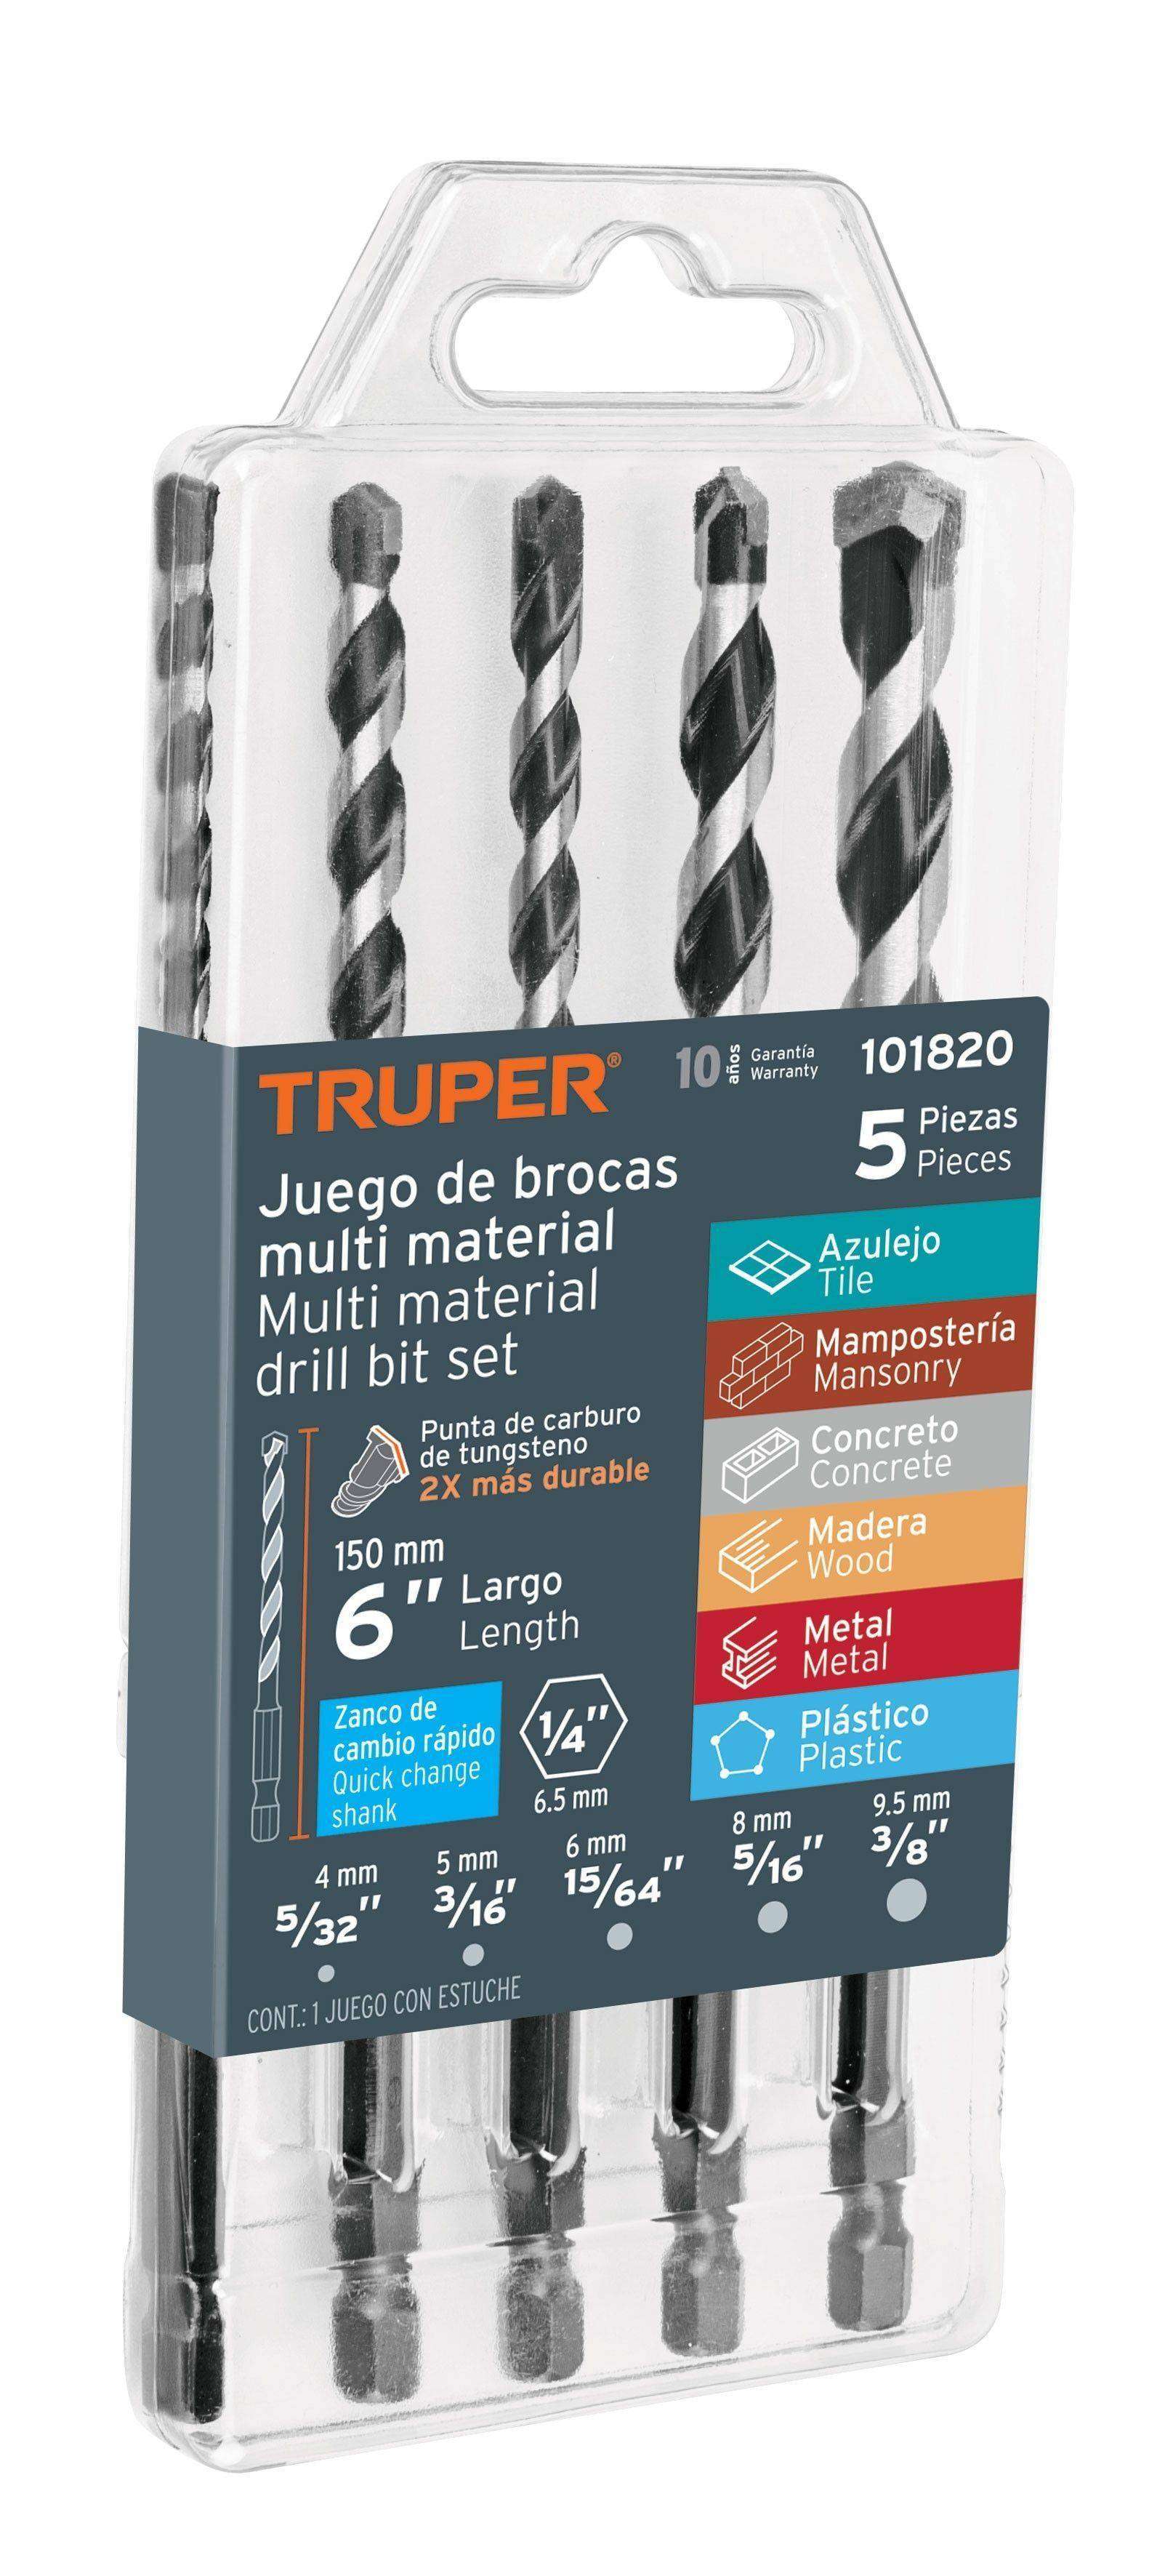 TRUPER®
10 años Garantía
Warranty
101820
5 Piezas
Pieces
Juego de brocas
multi material
Multi material
drill bit set
Punta de carburo
de tungsteno
2X más durable
150 mm
6" Largo
Length
Zanco de
cambio rápido
Quick change
shank
1/4"
6.5 mm
Azulejo
Tile
Mampostería
Mansonry
Concreto
Concrete
Madera
Wood
Metal
Metal
Plástico
Plastic
4 mm
5/32"
5 mm
3/16"
6 mm
15/64"
8 mm
5/16"
9.5 mm
3/8"
CONT.: 1 JUEGO CON ESTUCHE